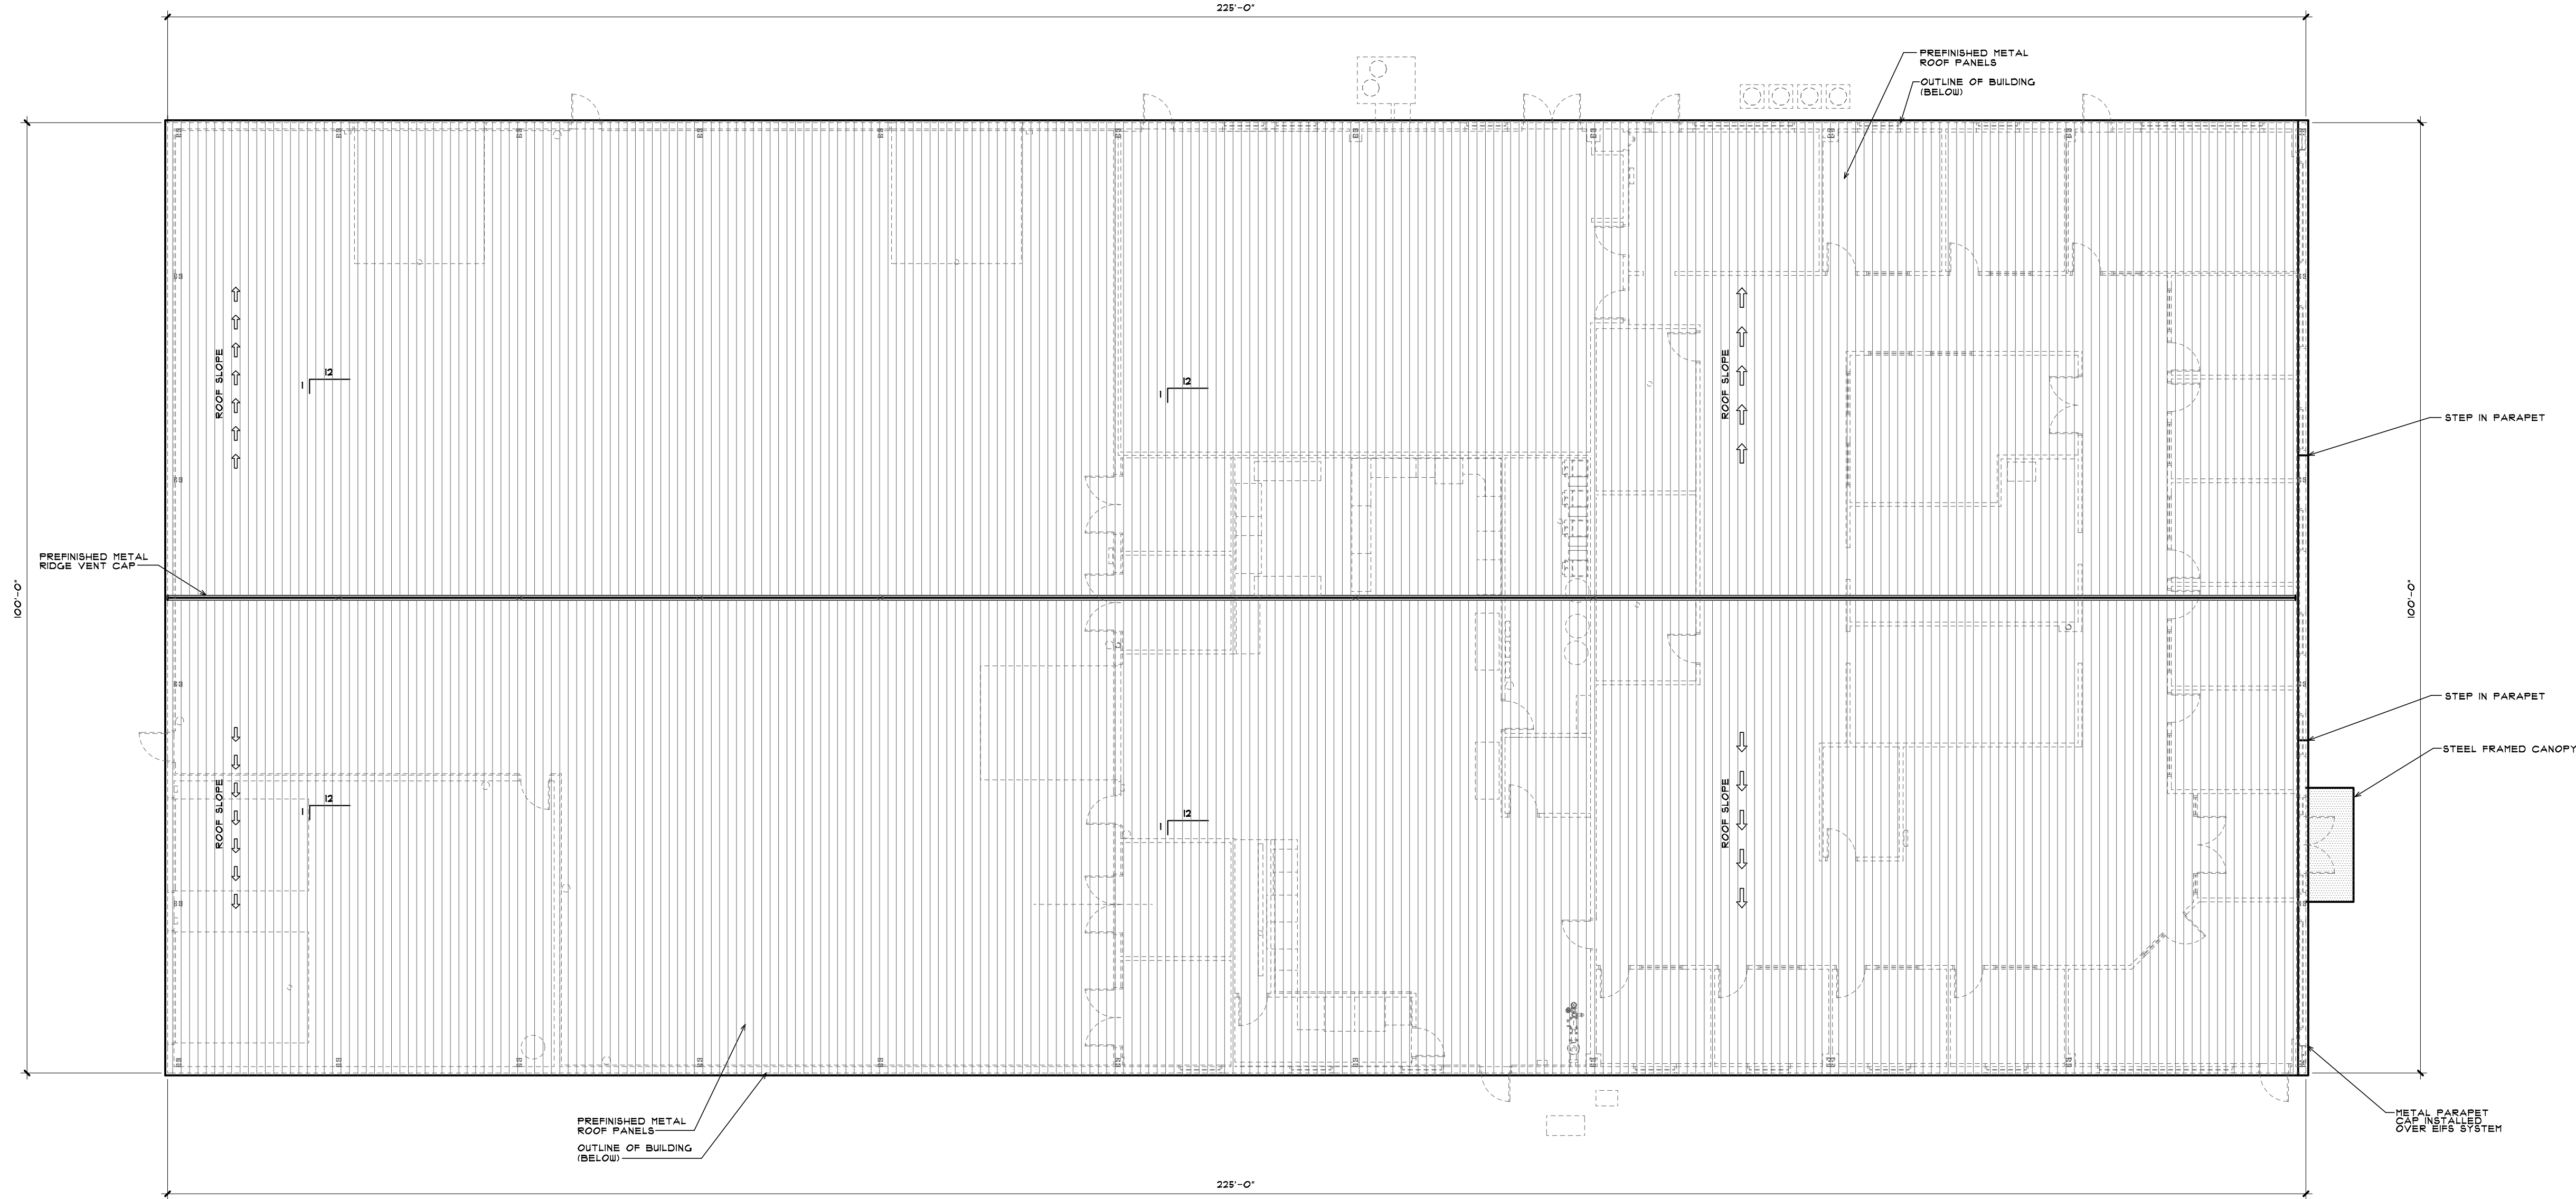 225'-0"
PREFINISHED METAL
ROOF PANELS
OUTLINE OF BUILDING
(BELOW)
ROOF SLOPE
12
1
12
1
ROOF SLOPE
STEP IN PARAPET
PREFINISHED METAL
RIDGE VENT CAP
100'-0"
100'-0"
STEP IN PARAPET
STEEL FRAMED CANOPY
ROOF SLOPE
12
1
12
1
ROOF SLOPE
PREFINISHED METAL
ROOF PANELS
OUTLINE OF BUILDING
(BELOW)
METAL PARAPET
CAP INSTALLED
OVER EIFS SYSTEM
225'-0"